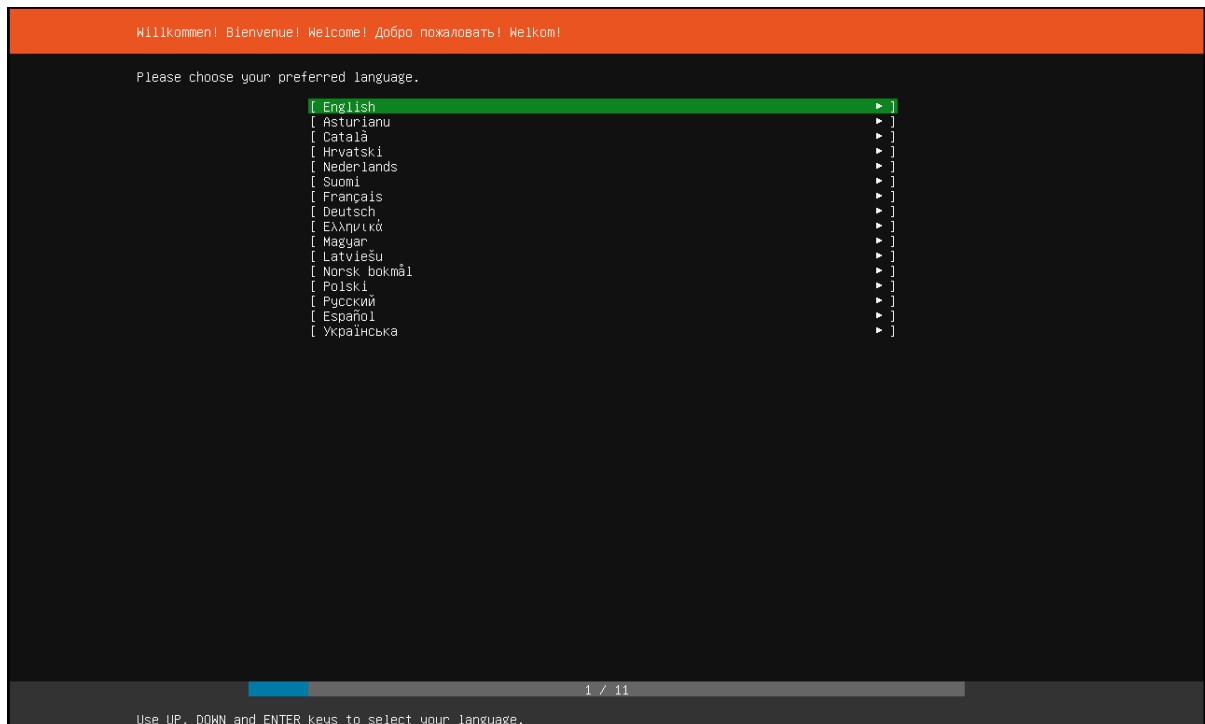 Willkommen! Bienvenue! Welcome! Добро пожаловать! Welkom!
Please choose your preferred language.
[ English ► ]
[ Asturianu ► ]
[ Català ► ]
[ Hrvatski ► ]
[ Nederlands ► ]
[ Suomi ► ]
[ Français ► ]
[ Deutsch ► ]
[ Ελληνικά ► ]
[ Magyar ► ]
[ Latviešu ► ]
[ Norsk bokmål ► ]
[ Polski ► ]
[ Русский ► ]
[ Español ► ]
[ Українська ► ]
1 / 11
Use UP, DOWN and ENTER keys to select your language.